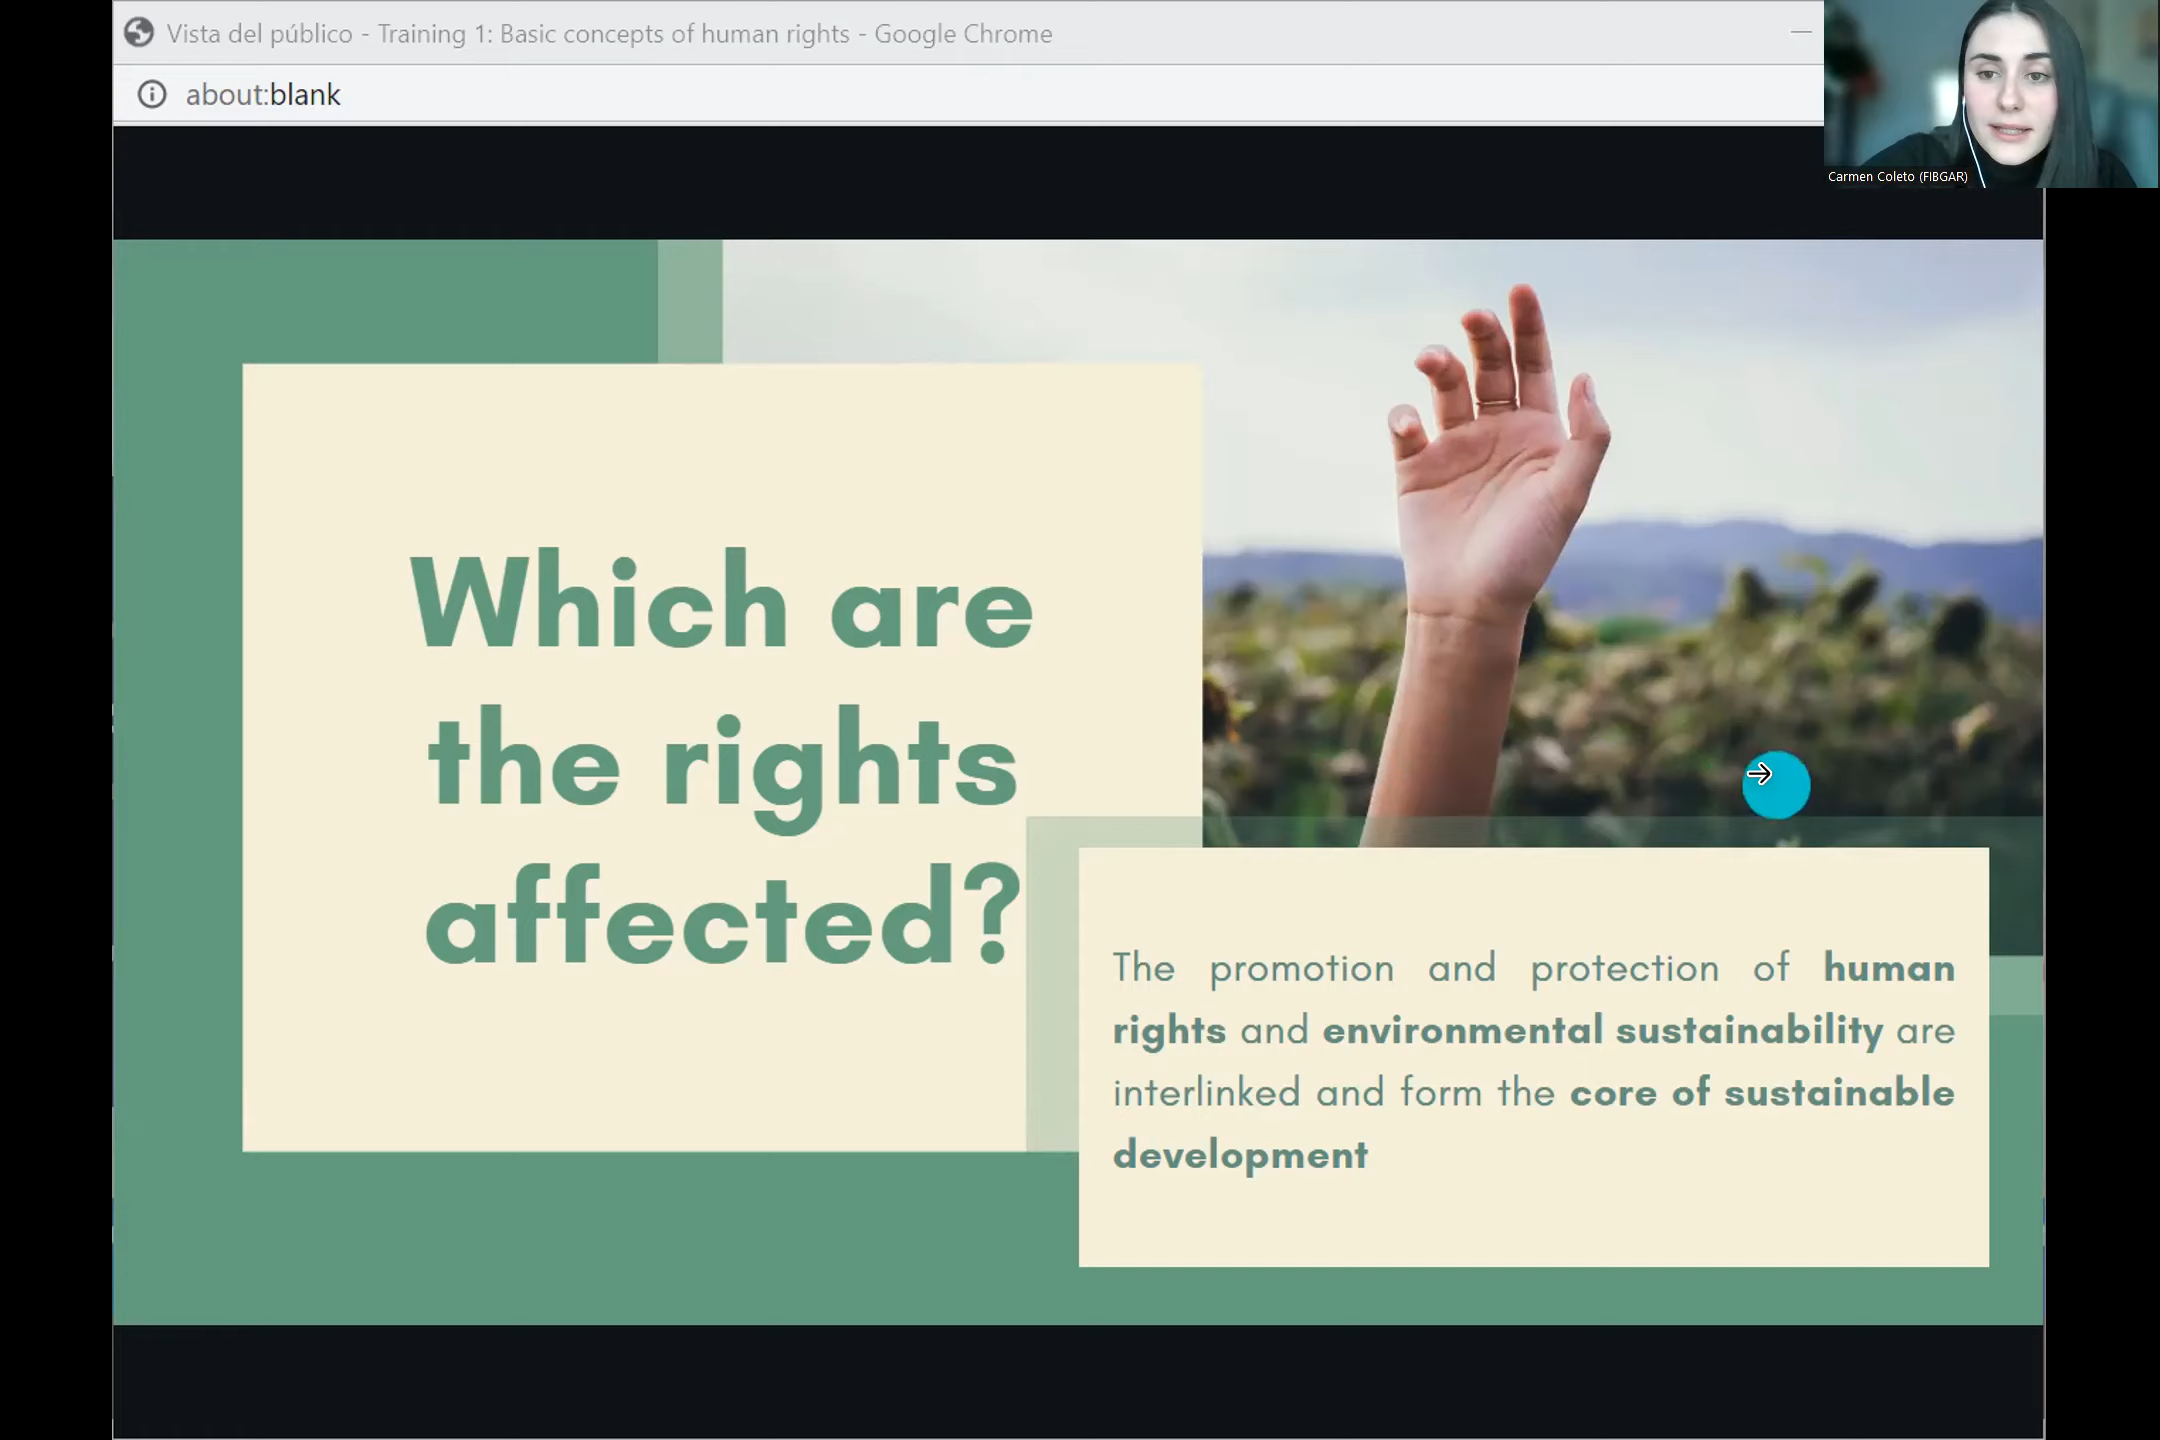 Vista del público - Training 1: Basic concepts of human rights - Google Chrome
about:blank
Carmen Coleto (FIBGAR)
Which are
the rights
affected?
The promotion and protection of human
rights and environmental sustainability are
interlinked and form the core of sustainable
development